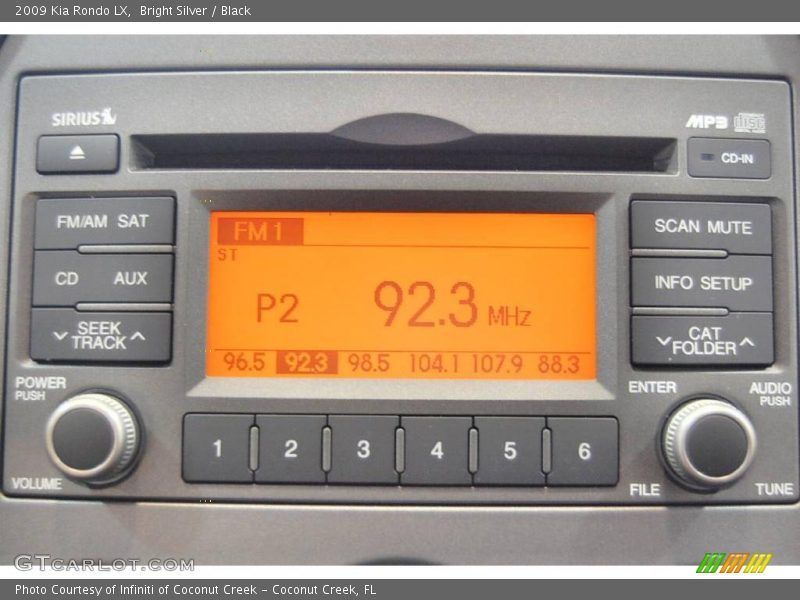 2009 Kia Rondo LX,  Bright Silver / Black
SIRIUS
MP3 disc
CD-IN
FM/AM SAT
CD AUX
SEEK
TRACK
SCAN MUTE
INFO SETUP
CAT
FOLDER
FM 1
ST
P2 92.3 MHz
96.5 92.3 98.5 104.1 107.9 88.3
POWER
PUSH
VOLUME
1 2 3 4 5 6
ENTER
AUDIO
PUSH
FILE
TUNE
GTCARLOT.COM
Photo Courtesy of Infiniti of Coconut Creek – Coconut Creek, FL